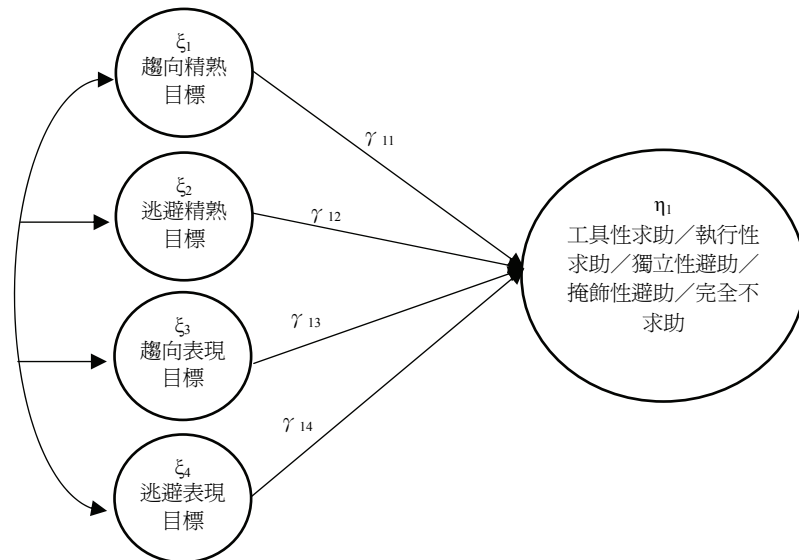 ξ1
趨向精熟
目標
γ 11
ξ2
逃避精熟
目標
γ 12
η1
工具性求助／執行性
求助／獨立性避助／
掩飾性避助／完全不
求助
ξ3
趨向表現
目標
γ 13
γ 14
ξ4
逃避表現
目標